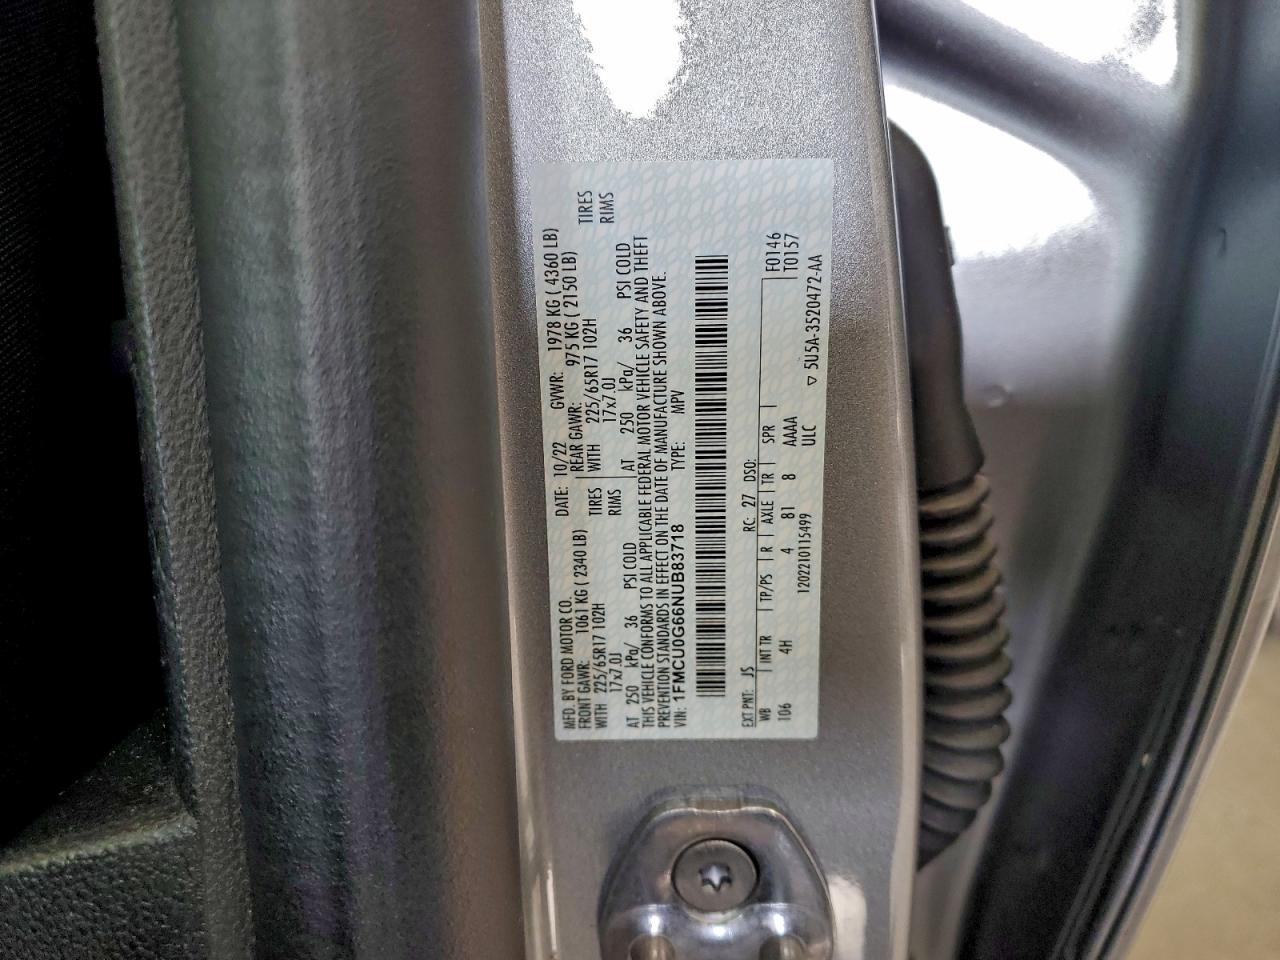 MFD. BY FORD MOTOR CO. DATE: 10/22 GVWR: 1978 KG ( 4360 LB)
FRONT GAWR: 1061 KG ( 2340 LB) REAR GAWR: 975 KG ( 2150 LB)
WITH 225/65R17 102H TIRES WITH 225/65R17 102H TIRES
17x7.0J RIMS 17x7.0J RIMS
AT 250 kPa/ 36 PSI COLD AT 250 kPa/ 36 PSI COLD
THIS VEHICLE CONFORMS TO ALL APPLICABLE FEDERAL MOTOR VEHICLE SAFETY AND THEFT
PREVENTION STANDARDS IN EFFECT ON THE DATE OF MANUFACTURE SHOWN ABOVE.
VIN: 1FMCU0G66NUB83718 TYPE: MPV
F0146
EXT PNT: JS RC: 27 DSO: T0157
WB INT TR TP/PS R AXLE TR SPR
106 4H 4 81 8 AAAA ▽ 5U5A-3520472-AA
1202210115499 ULC